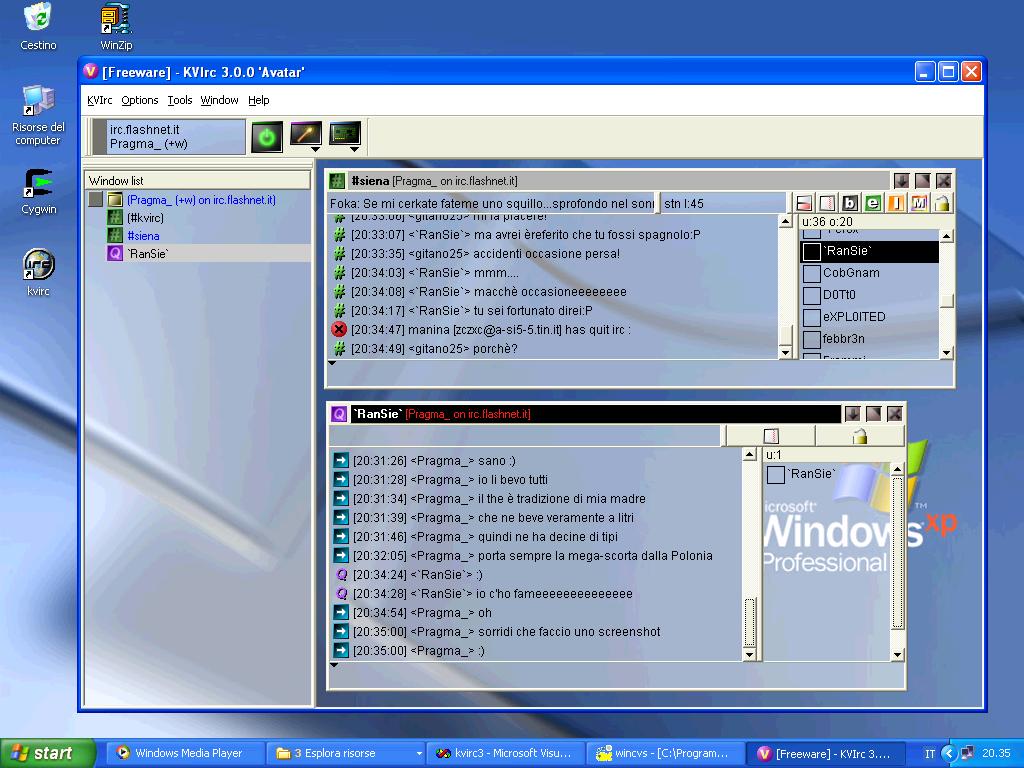 Cestino
WinZip
Risorse del
computer
Cygwin
kvirc
[Freeware] - KVIrc 3.0.0 'Avatar'
KVIrc Options Tools Window Help
irc.flashnet.it
Pragma_ (+w)
Window list
(Pragma_ (+w) on irc.flashnet.it)
(#kvirc)
#siena
`RanSie`
#siena [Pragma_ on irc.flashnet.it]
Foka: Se mi cerkate fateme uno squillo...sprofondo nel sonn
stn l:45
u:36 o:20
[20:33:06] <gitano25> mi fa piacere!
[20:33:07] <`RanSie`> ma avrei èreferito che tu fossi spagnolo:P
[20:33:35] <gitano25> accidenti occasione persa!
[20:34:03] <`RanSie`> mmm....
[20:34:08] <`RanSie`> macchè occasioneeeeeeee
[20:34:17] <`RanSie`> tu sei fortunato direi:P
[20:34:47] manina [zczxc@a-si5-5.tin.it] has quit irc :
[20:34:49] <gitano25> porchè?
`RanSie`
CobGnam
D0Tt0
eXPL0ITED
febbr3n
`RanSie` [Pragma_ on irc.flashnet.it]
[20:31:26] <Pragma_> sano :)
[20:31:28] <Pragma_> io li bevo tutti
[20:31:34] <Pragma_> il the è tradizione di mia madre
[20:31:39] <Pragma_> che ne beve veramente a litri
[20:31:46] <Pragma_> quindi ne ha decine di tipi
[20:32:05] <Pragma_> porta sempre la mega-scorta dalla Polonia
[20:34:24] <`RanSie`> :)
[20:34:28] <`RanSie`> io c'ho fameeeeeeeeeeeeee
[20:34:54] <Pragma_> oh
[20:35:00] <Pragma_> sorridi che faccio uno screenshot
[20:35:00] <Pragma_> :)
u:1
`RanSie`
icrosoft®
Windows xp
Professional
start
Windows Media Player
3 Esplora risorse
kvirc3 - Microsoft Visu...
wincvs - [C:\Program...
[Freeware] - KVIrc 3....
IT
20.35